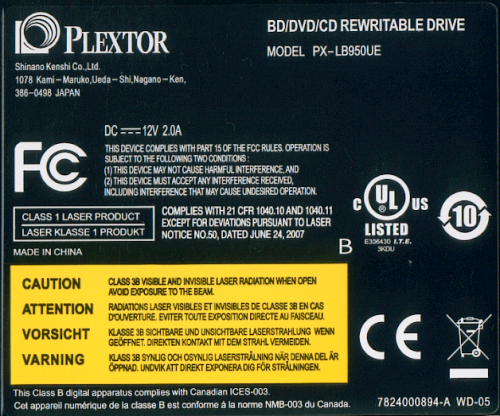 PLEXTOR
BD/DVD/CD REWRITABLE DRIVE
MODEL PX-LB950UE
Shinano Kenshi Co.,Ltd.
1078 Kami-Maruko,Ueda-Shi,Nagano-Ken,
386-0498 JAPAN
DC 12V 2.0A
FC
THIS DEVICE COMPLIES WITH PART 15 OF THE FCC RULES. OPERATION IS
SUBJECT TO THE FOLLOWING TWO CONDITIONS :
(1) THIS DEVICE MAY NOT CAUSE HARMFUL INTERFERENCE, AND
(2) THIS DEVICE MUST ACCEPT ANY INTERFERENCE RECEIVED,
INCLUDING INTERFERENCE THAT MAY CAUSE UNDESIRED OPERATION.
CLASS 1 LASER PRODUCT
LASER KLASSE 1 PRODUKT
COMPLIES WITH 21 CFR 1040.10 AND 1040.11
EXCEPT FOR DEVIATIONS PURSUANT TO LASER
NOTICE NO.50, DATED JUNE 24, 2007
c UL US
LISTED
E306430 I.T.E.
3KDU
10
MADE IN CHINA
B
CAUTION
CLASS 3B VISIBLE AND INVISIBLE LASER RADIATION WHEN OPEN
AVOID EXPOSURE TO THE BEAM.
ATTENTION
RADIATIONS LASER VISIBLES ET INVISIBLES DE CLASSE 3B EN CAS
D'OUVERTURE. EVITER TOUTE EXPOSITION DIRECTE AU FAISCEAU.
VORSICHT
KLASSE 3B SICHTBARE UND UNSICHTBARE LASERSTRAHLUNG WENN
GEÖFFNET. DIREKTEN KONTAKT MIT DEM STRAHL VERMEIDEN.
VARNING
KLASS 3B SYNLIG OCH OSYNLIG LASERSTRÅLNING NÄR DENNA DEL ÄR
ÖPPNAD. UNDVIK ATT DIREKT EXPONERA DIG FÖR STRÅLNINGEN.
CE
This Class B digital apparatus complies with Canadian ICES-003.
Cet appareil numérique de la classe B est conforme à la norme NMB-003 du Canada.
7824000894-A WD-05